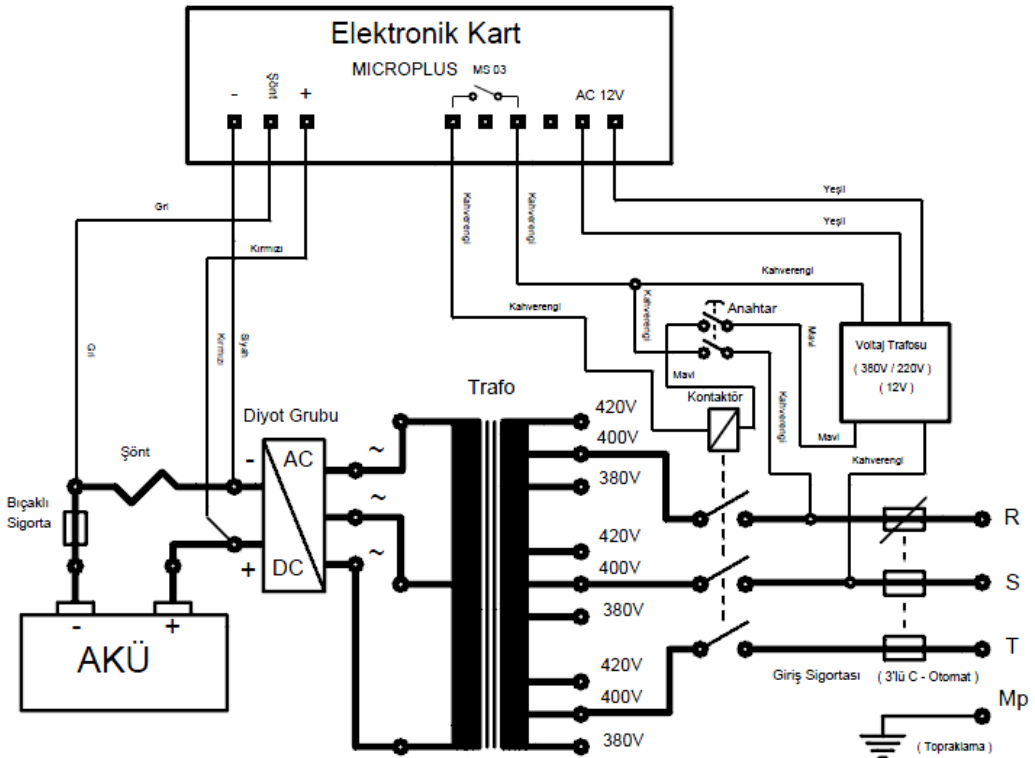 Elektronik Kart
MICROPLUS MS 03
- Şönt + AC 12V
Gri
Kırmızı
Kahverengi
Kahverengi
Yeşil
Yeşil
Kahverengi
Kahverengi
Kahverengi
Anahtar
Mavi
Voltaj Trafosu
( 380V / 220V )
( 12V )
Gri
Kırmızı
Siyah
Mavi
Kontaktör
Kahverengi
Mavi
Kahverengi
Trafo
Diyot Grubu
Şönt
Bıçaklı
Sigorta
- AC ~
~
+ DC ~
420V
400V
380V
420V
400V
380V
420V
400V
380V
R
S
T
Giriş Sigortası ( 3'lü C - Otomat )
Mp
( Topraklama )
- +
AKÜ